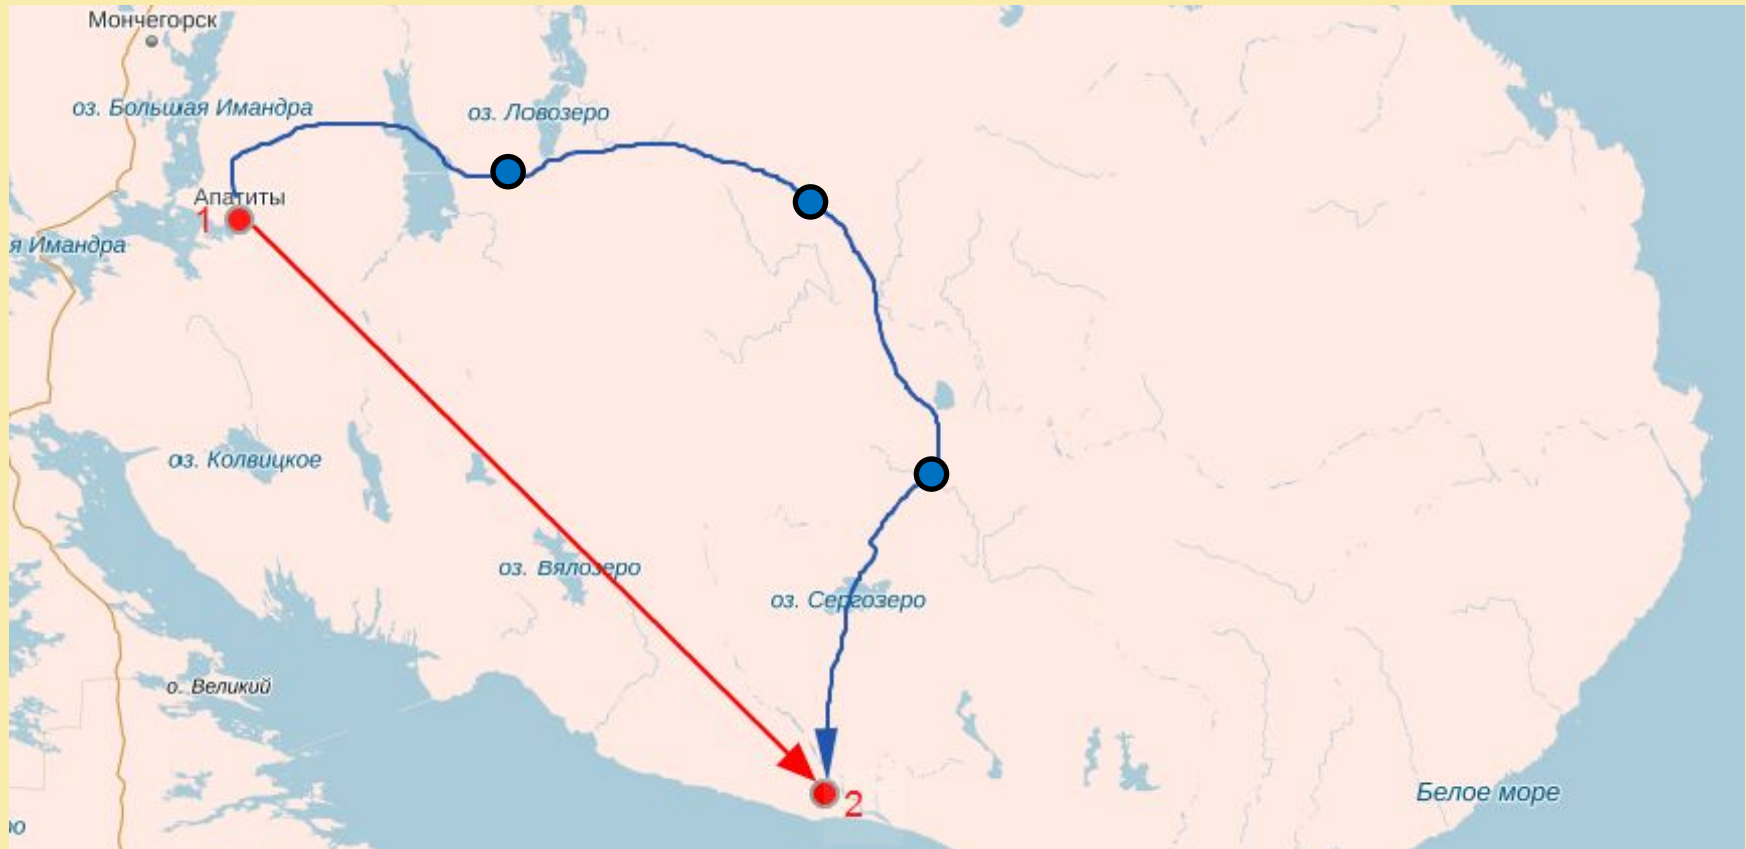 Мончегорск
оз. Большая Имандра
оз. Ловозеро
Апатиты
1
я Имандра
оз. Колвицкое
оз. Вялозеро
оз. Сергозеро
о. Великий
2
Белое море
ро